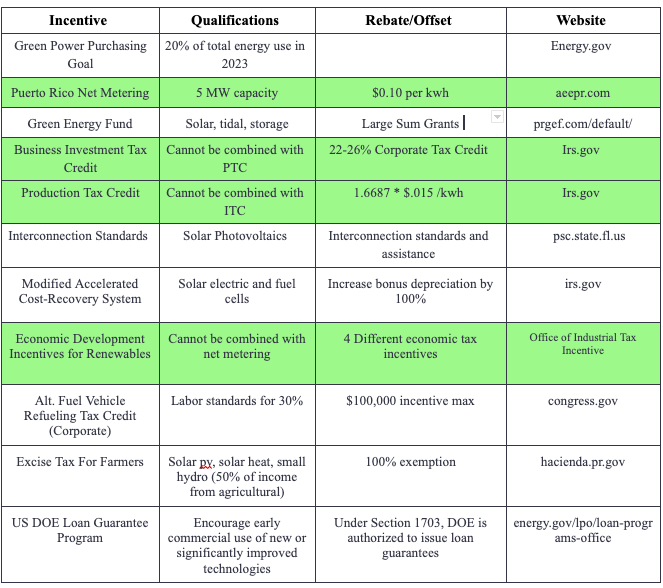 Incentive Qualifications Rebate/Offset Website
Green Power Purchasing
Goal
20% of total energy use in
2023
Energy.gov
Puerto Rico Net Metering 5 MW capacity $0.10 per kwh aeepr.com
Green Energy Fund Solar, tidal, storage Large Sum Grants prgef.com/default/
Business Investment Tax
Credit
Cannot be combined with
PTC
22-26% Corporate Tax Credit
Irs.gov
Production Tax Credit
Cannot be combined with
ITC
1.6687 * $.015 /kwh
Irs.gov
Interconnection Standards
Solar Photovoltaics
Interconnection standards and
assistance
psc.state.fl.us
Modified Accelerated
Cost-Recovery System
Solar electric and fuel
cells
Increase bonus depreciation by
100%
irs.gov
Economic Development
Incentives for Renewables
Cannot be combined with
net metering
4 Different economic tax
incentives
Office of Industrial Tax
Incentive
Alt. Fuel Vehicle
Refueling Tax Credit
(Corporate)
Labor standards for 30%
$100,000 incentive max
congress.gov
Excise Tax For Farmers
Solar pv, solar heat, small
hydro (50% of income
from agricultural)
100% exemption
hacienda.pr.gov
US DOE Loan Guarantee
Program
Encourage early
commercial use of new or
significantly improved
technologies
Under Section 1703, DOE is
authorized to issue loan
guarantees
energy.gov/lpo/loan-progr
ams-office